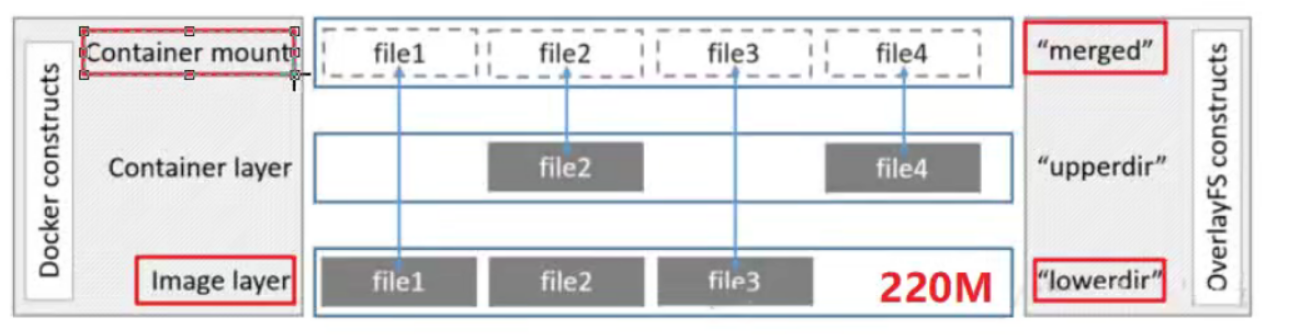 Docker constructs
Container mount
file1
file2
file3
file4
"merged"
Container layer
file2
file4
"upperdir"
Image layer
file1
file2
file3
220M
"lowerdir"
OverlayFS constructs